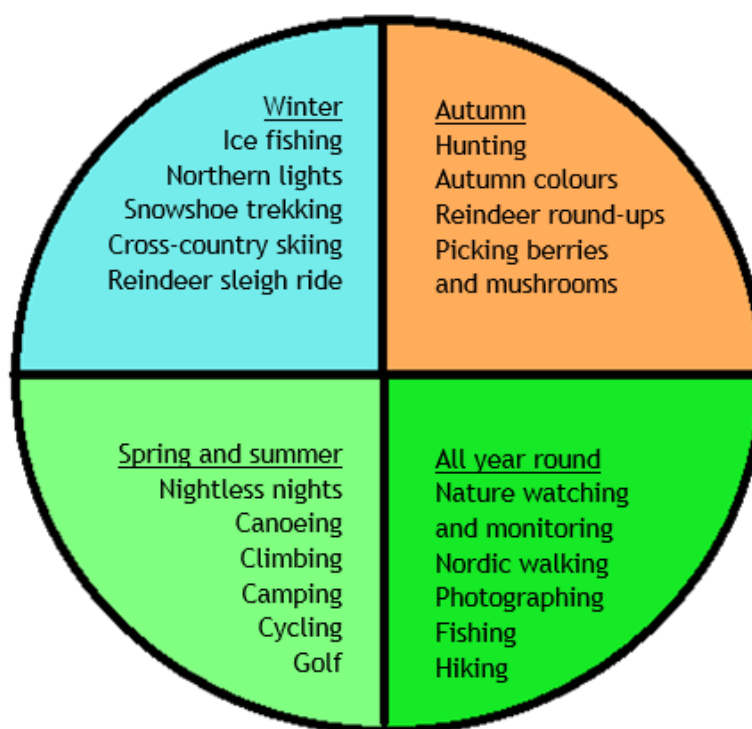 Winter
Ice fishing
Northern lights
Snowshoe trekking
Cross-country skiing
Reindeer sleigh ride
Autumn
Hunting
Autumn colours
Reindeer round-ups
Picking berries
and mushrooms
Spring and summer
Nightless nights
Canoeing
Climbing
Camping
Cycling
Golf
All year round
Nature watching
and monitoring
Nordic walking
Photographing
Fishing
Hiking